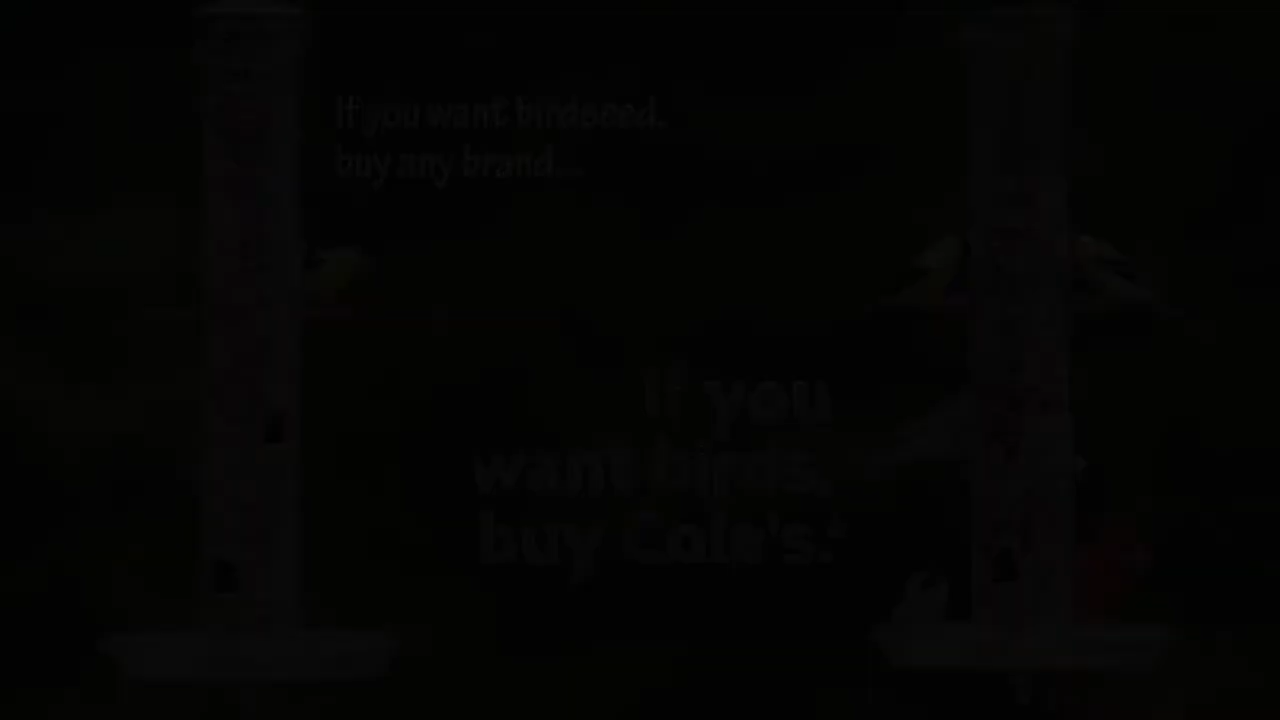 If you want birdseed,
buy any brand...
If you
want birds,
buy Cole's.®